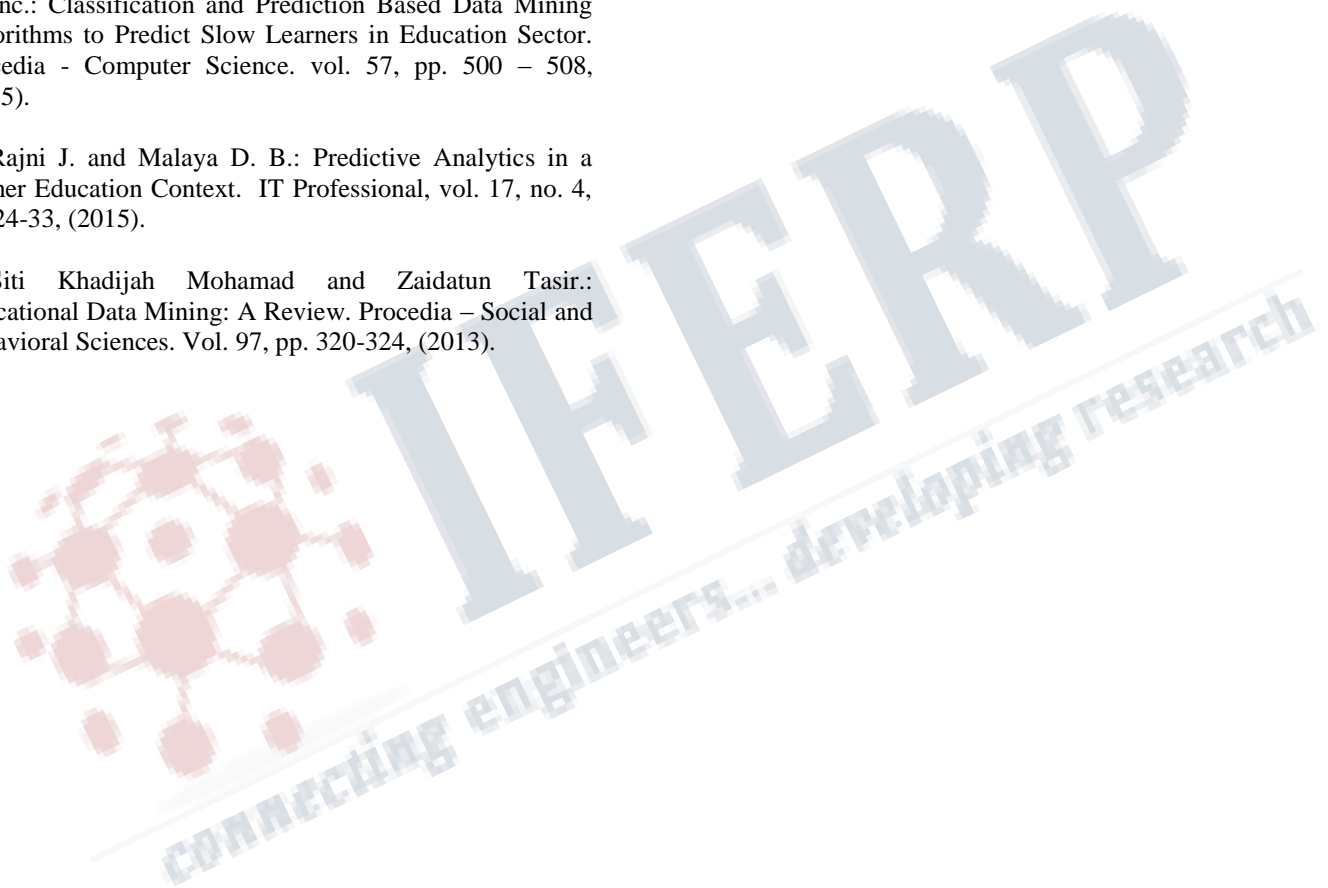 nc.: Classification and Prediction Based Data Mining
orithms to Predict Slow Learners in Education Sector.
cedia - Computer Science. vol. 57, pp. 500 – 508,
5).
Rajni J. and Malaya D. B.: Predictive Analytics in a
her Education Context. IT Professional, vol. 17, no. 4,
24-33, (2015).
Siti Khadijah Mohamad and Zaidatun Tasir.:
cational Data Mining: A Review. Procedia – Social and
avioral Sciences. Vol. 97, pp. 320-324, (2013).
IFERP
connecting engineers... developing research